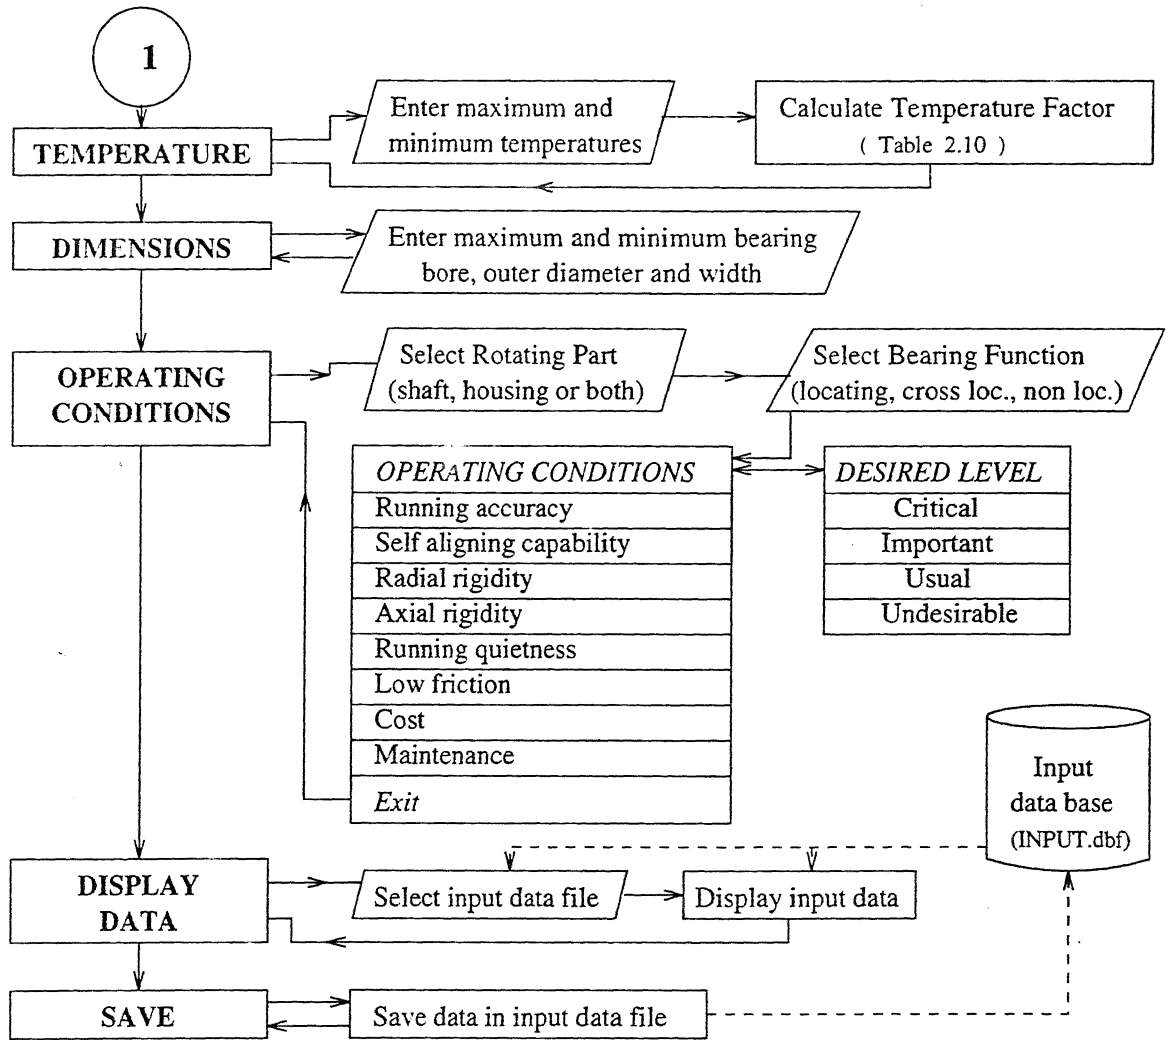 1
TEMPERATURE
Enter maximum and
minimum temperatures
Calculate Temperature Factor
( Table 2.10 )
DIMENSIONS
Enter maximum and minimum bearing
bore, outer diameter and width
OPERATING
CONDITIONS
Select Rotating Part
(shaft, housing or both)
Select Bearing Function
(locating, cross loc., non loc.)
OPERATING CONDITIONS
Running accuracy
Self aligning capability
Radial rigidity
Axial rigidity
Running quietness
Low friction
Cost
Maintenance
Exit
DESIRED LEVEL
Critical
Important
Usual
Undesirable
Input
data base
(INPUT.dbf)
DISPLAY
DATA
Select input data file
Display input data
SAVE
Save data in input data file